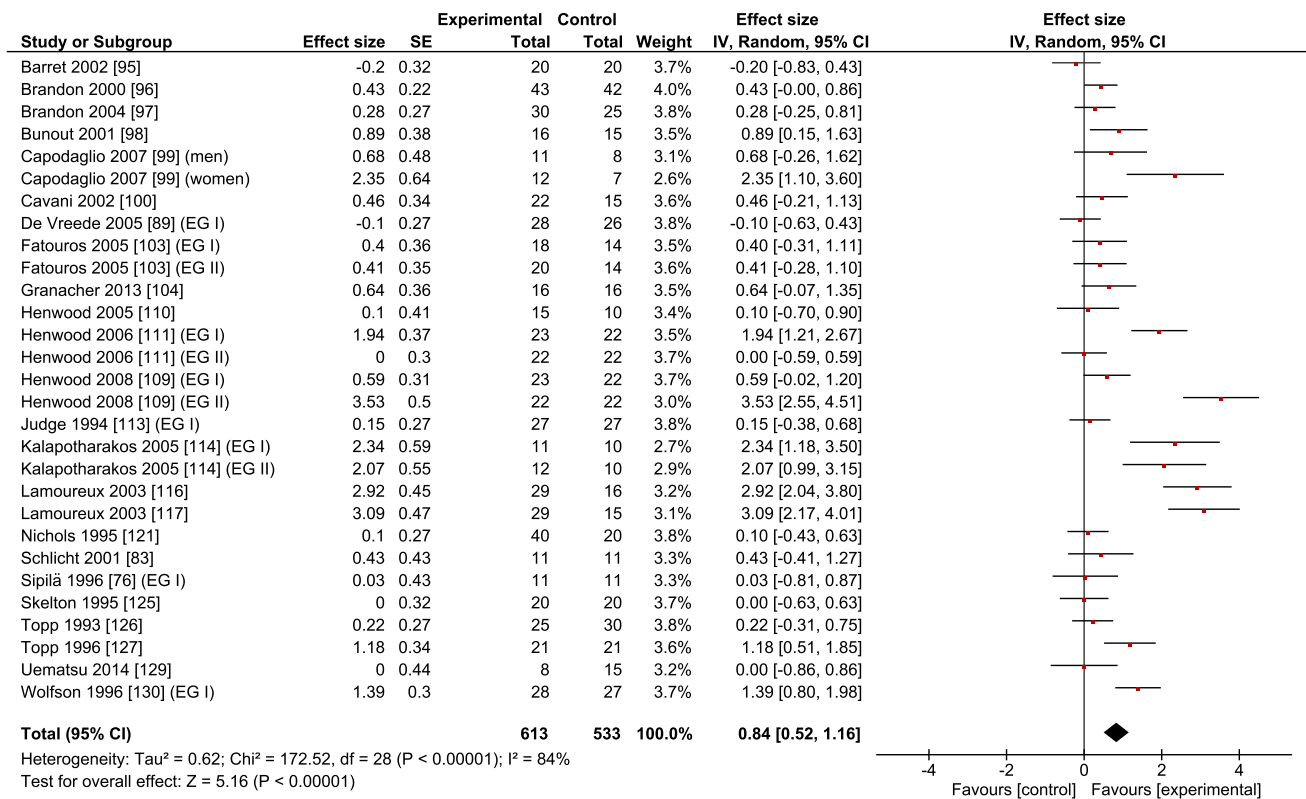 Experimental Control Effect size Effect size
Study or Subgroup Effect size SE Total Total Weight IV, Random, 95% CI IV, Random, 95% CI
Barret 2002 [95] -0.2 0.32 20 20 3.7% -0.20 [-0.83, 0.43]
Brandon 2000 [96] 0.43 0.22 43 42 4.0% 0.43 [-0.00, 0.86]
Brandon 2004 [97] 0.28 0.27 30 25 3.8% 0.28 [-0.25, 0.81]
Bunout 2001 [98] 0.89 0.38 16 15 3.5% 0.89 [0.15, 1.63]
Capodaglio 2007 [99] (men) 0.68 0.48 11 8 3.1% 0.68 [-0.26, 1.62]
Capodaglio 2007 [99] (women) 2.35 0.64 12 7 2.6% 2.35 [1.10, 3.60]
Cavani 2002 [100] 0.46 0.34 22 15 3.6% 0.46 [-0.21, 1.13]
De Vreede 2005 [89] (EG I) -0.1 0.27 28 26 3.8% -0.10 [-0.63, 0.43]
Fatouros 2005 [103] (EG I) 0.4 0.36 18 14 3.5% 0.40 [-0.31, 1.11]
Fatouros 2005 [103] (EG II) 0.41 0.35 20 14 3.6% 0.41 [-0.28, 1.10]
Granacher 2013 [104] 0.64 0.36 16 16 3.5% 0.64 [-0.07, 1.35]
Henwood 2005 [110] 0.1 0.41 15 10 3.4% 0.10 [-0.70, 0.90]
Henwood 2006 [111] (EG I) 1.94 0.37 23 22 3.5% 1.94 [1.21, 2.67]
Henwood 2006 [111] (EG II) 0 0.3 22 22 3.7% 0.00 [-0.59, 0.59]
Henwood 2008 [109] (EG I) 0.59 0.31 23 22 3.7% 0.59 [-0.02, 1.20]
Henwood 2008 [109] (EG II) 3.53 0.5 22 22 3.0% 3.53 [2.55, 4.51]
Judge 1994 [113] (EG I) 0.15 0.27 27 27 3.8% 0.15 [-0.38, 0.68]
Kalapotharakos 2005 [114] (EG I) 2.34 0.59 11 10 2.7% 2.34 [1.18, 3.50]
Kalapotharakos 2005 [114] (EG II) 2.07 0.55 12 10 2.9% 2.07 [0.99, 3.15]
Lamoureux 2003 [116] 2.92 0.45 29 16 3.2% 2.92 [2.04, 3.80]
Lamoureux 2003 [117] 3.09 0.47 29 15 3.1% 3.09 [2.17, 4.01]
Nichols 1995 [121] 0.1 0.27 40 20 3.8% 0.10 [-0.43, 0.63]
Schlicht 2001 [83] 0.43 0.43 11 11 3.3% 0.43 [-0.41, 1.27]
Sipilä 1996 [76] (EG I) 0.03 0.43 11 11 3.3% 0.03 [-0.81, 0.87]
Skelton 1995 [125] 0 0.32 20 20 3.7% 0.00 [-0.63, 0.63]
Topp 1993 [126] 0.22 0.27 25 30 3.8% 0.22 [-0.31, 0.75]
Topp 1996 [127] 1.18 0.34 21 21 3.6% 1.18 [0.51, 1.85]
Uematsu 2014 [129] 0 0.44 8 15 3.2% 0.00 [-0.86, 0.86]
Wolfson 1996 [130] (EG I) 1.39 0.3 28 27 3.7% 1.39 [0.80, 1.98]
Total (95% CI) 613 533 100.0% 0.84 [0.52, 1.16]
Heterogeneity: Tau² = 0.62; Chi² = 172.52, df = 28 (P < 0.00001); I² = 84%
Test for overall effect: Z = 5.16 (P < 0.00001)
-4 -2 0 2 4
Favours [control] Favours [experimental]